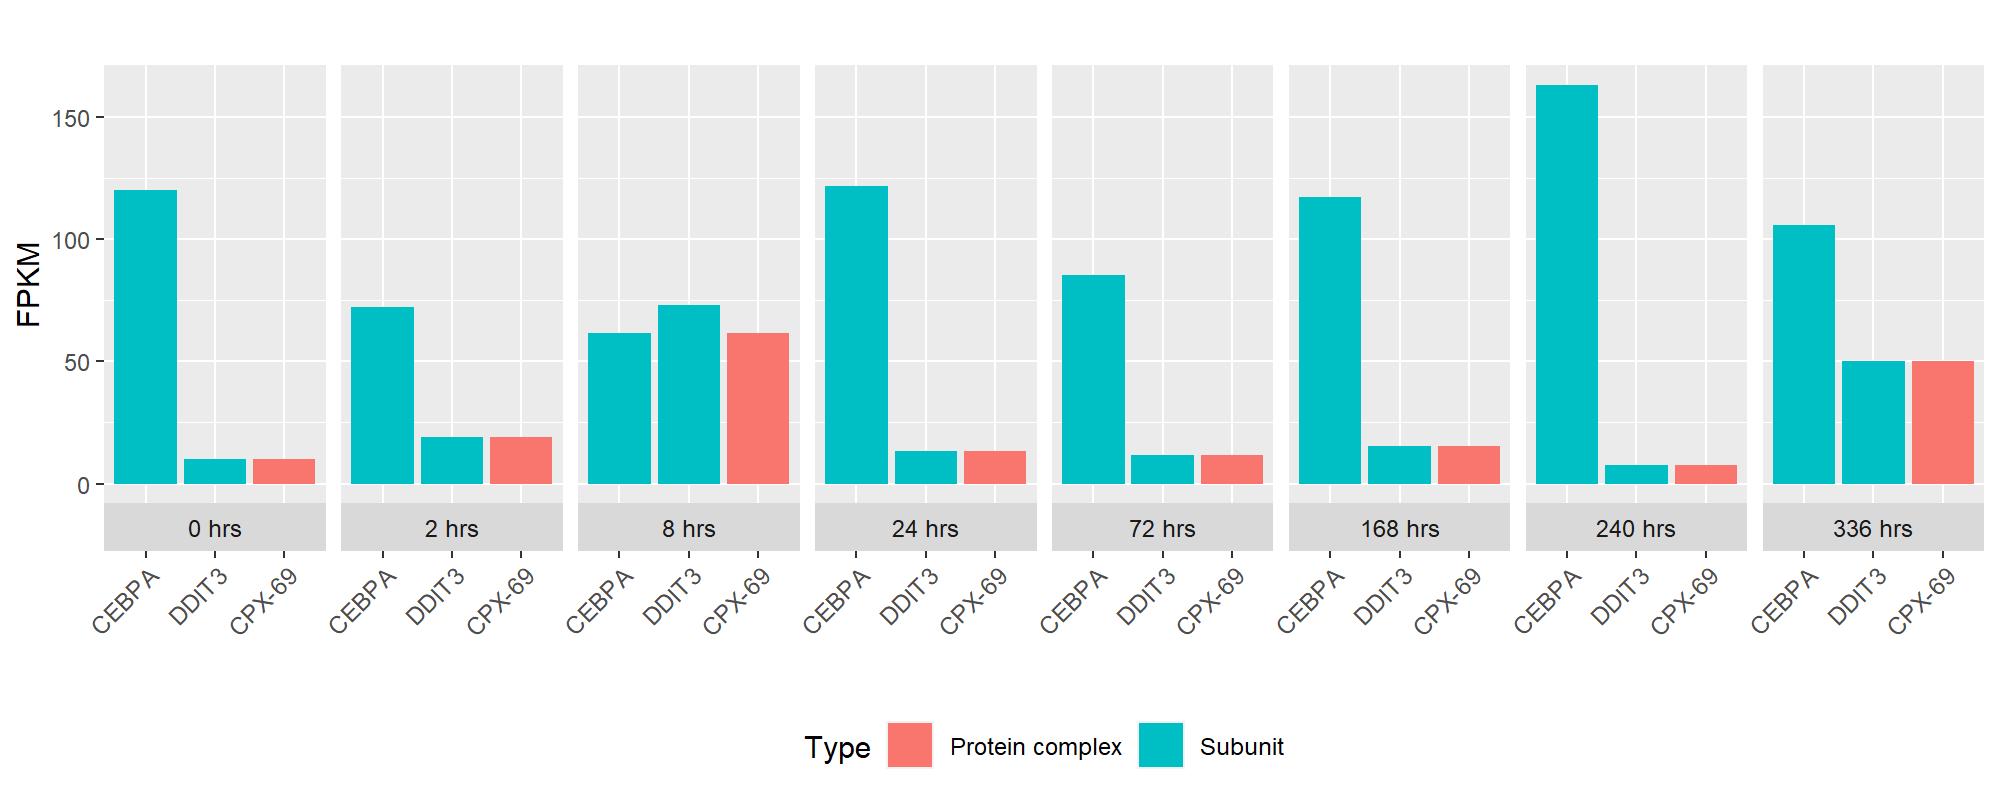 FPKM
150
100
50
0
0 hrs 2 hrs 8 hrs 24 hrs 72 hrs 168 hrs 240 hrs 336 hrs
CEBPA DDIT3 CPX-69 CEBPA DDIT3 CPX-69 CEBPA DDIT3 CPX-69 CEBPA DDIT3 CPX-69 CEBPA DDIT3 CPX-69 CEBPA DDIT3 CPX-69 CEBPA DDIT3 CPX-69 CEBPA DDIT3 CPX-69
Type Protein complex Subunit